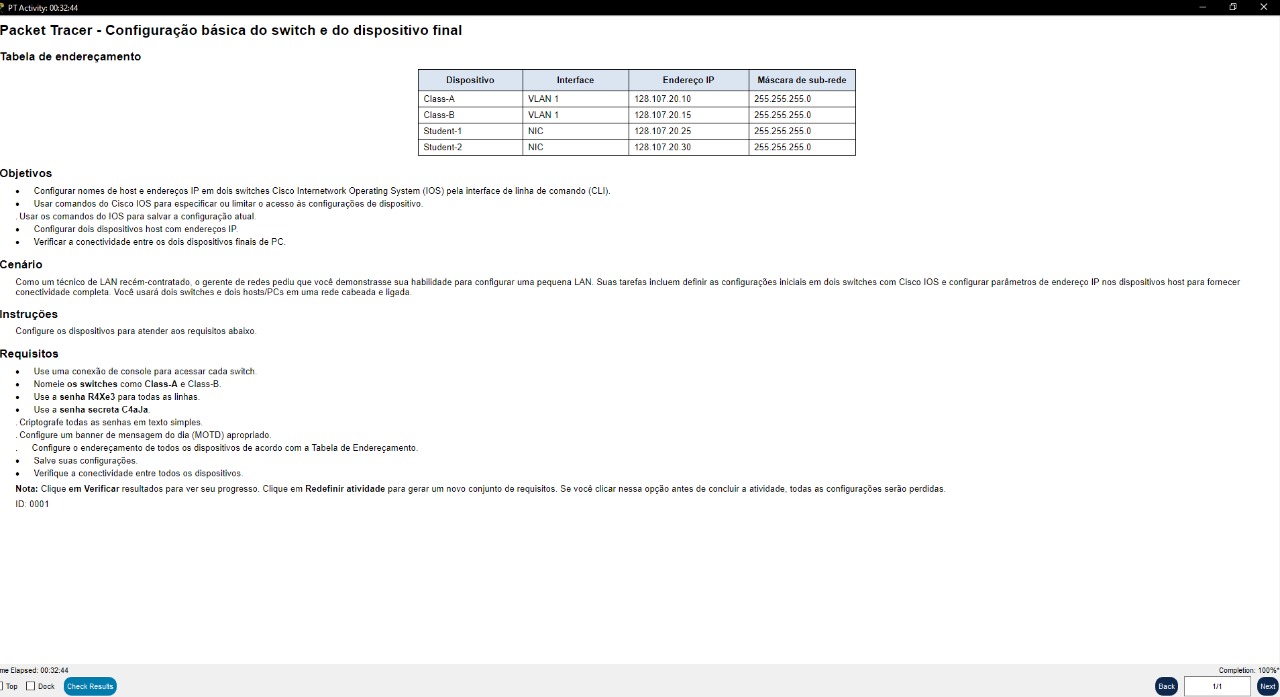 PT Activity: 00:32:44
Packet Tracer - Configuração básica do switch e do dispositivo final
Tabela de endereçamento
Dispositivo Interface Endereço IP Máscara de sub-rede
Class-A VLAN 1 128.107.20.10 255.255.255.0
Class-B VLAN 1 128.107.20.15 255.255.255.0
Student-1 NIC 128.107.20.25 255.255.255.0
Student-2 NIC 128.107.20.30 255.255.255.0
Objetivos
• Configurar nomes de host e endereços IP em dois switches Cisco Internetwork Operating System (IOS) pela interface de linha de comando (CLI).
• Usar comandos do Cisco IOS para especificar ou limitar o acesso às configurações de dispositivo.
. Usar os comandos do IOS para salvar a configuração atual.
• Configurar dois dispositivos host com endereços IP.
• Verificar a conectividade entre os dois dispositivos finais de PC.
Cenário
Como um técnico de LAN recém-contratado, o gerente de redes pediu que você demonstrasse sua habilidade para configurar uma pequena LAN. Suas tarefas incluem definir as configurações iniciais em dois switches com Cisco IOS e configurar parâmetros de endereço IP nos dispositivos host para fornecer
conectividade completa. Você usará dois switches e dois hosts/PCs em uma rede cabeada e ligada.
Instruções
Configure os dispositivos para atender aos requisitos abaixo.
Requisitos
• Use uma conexão de console para acessar cada switch.
• Nomeie os switches como Class-A e Class-B.
• Use a senha R4Xe3 para todas as linhas.
• Use a senha secreta C4aJa.
. Criptografe todas as senhas em texto simples.
. Configure um banner de mensagem do dia (MOTD) apropriado.
. Configure o endereçamento de todos os dispositivos de acordo com a Tabela de Endereçamento.
• Salve suas configurações.
• Verifique a conectividade entre todos os dispositivos.
Nota: Clique em Verificar resultados para ver seu progresso. Clique em Redefinir atividade para gerar um novo conjunto de requisitos. Se você clicar nessa opção antes de concluir a atividade, todas as configurações serão perdidas.
ID: 0001
me Elapsed: 00:32:44 Completion: 100%*
Top Dock Check Results Back 1/1 Next